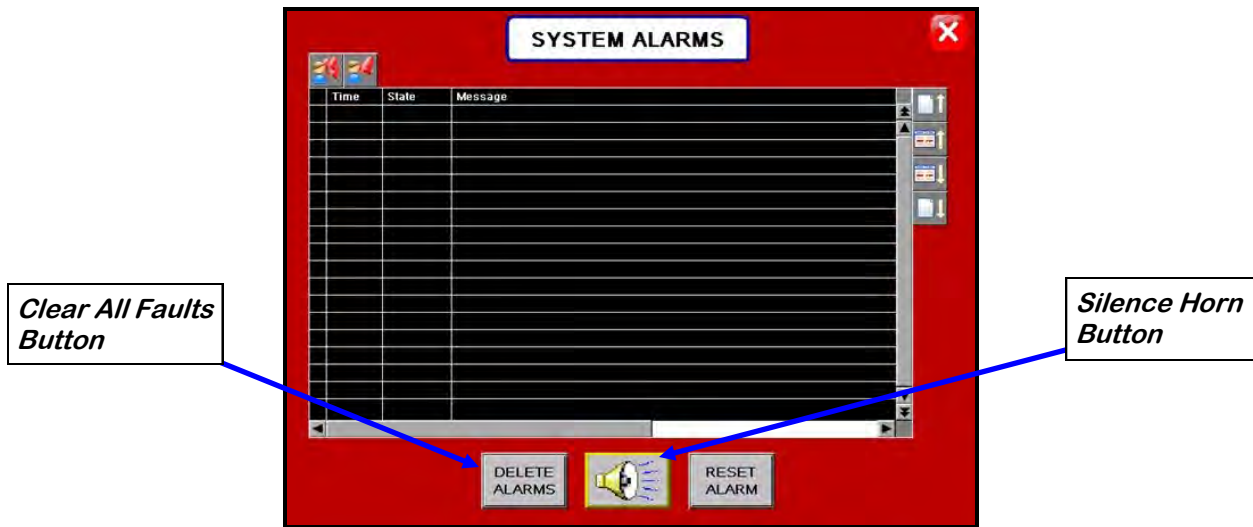 SYSTEM ALARMS
Time State Message
Clear All Faults
Button
Silence Horn
Button
DELETE
ALARMS
RESET
ALARM